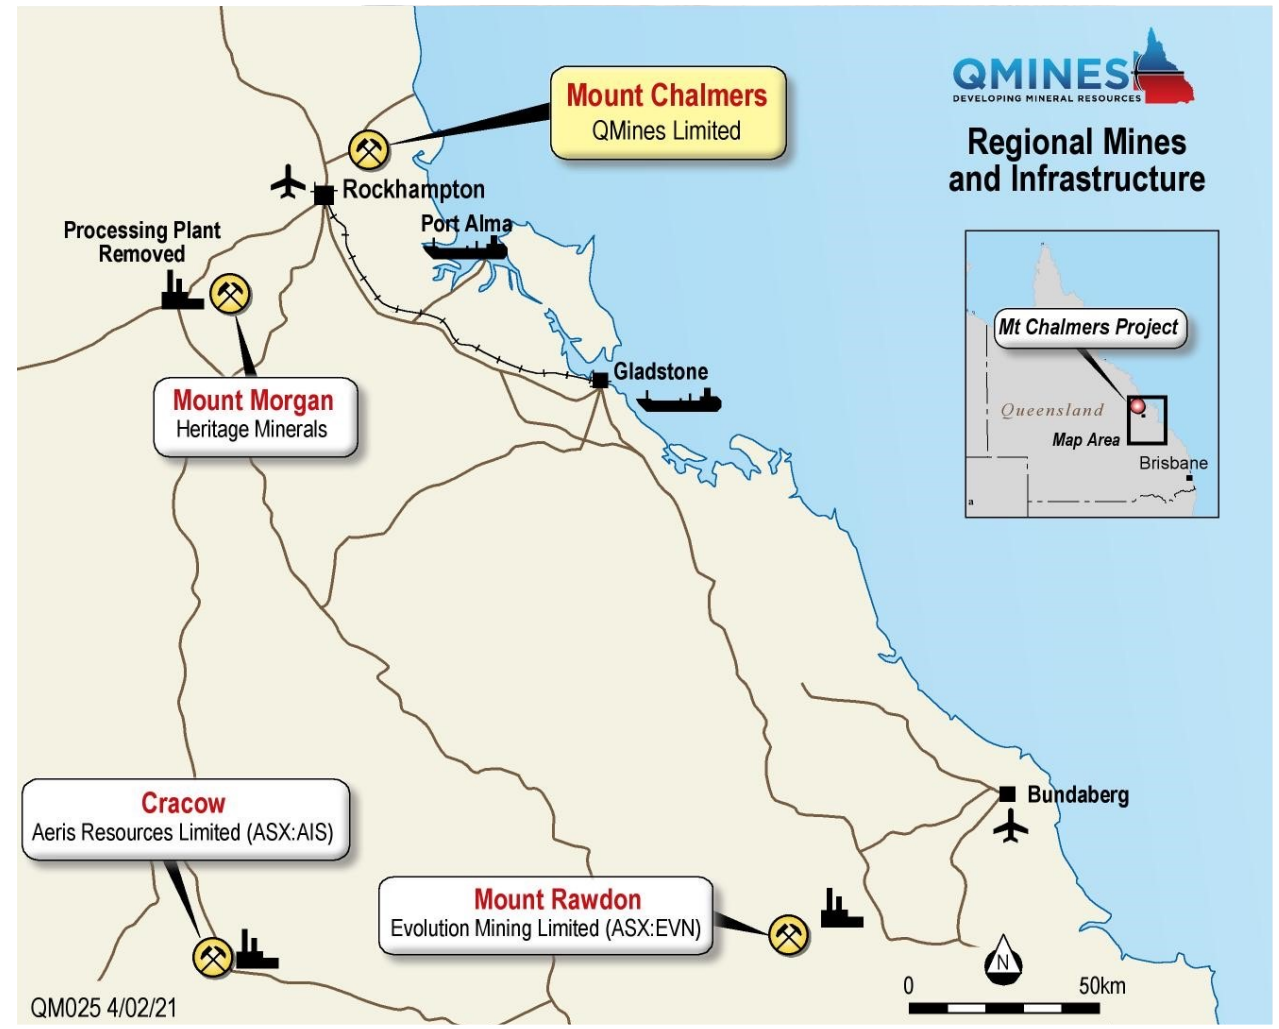 QMINES
DEVELOPING MINERAL RESOURCES
Regional Mines
and Infrastructure
Mount Chalmers
QMines Limited
Rockhampton
Port Alma
Processing Plant
Removed
Mount Morgan
Heritage Minerals
Gladstone
Mt Chalmers Project
Queensland
Map Area
Brisbane
a
Cracow
Aeris Resources Limited (ASX:AIS)
Bundaberg
Mount Rawdon
Evolution Mining Limited (ASX:EVN)
N
0 50km
QM025 4/02/21